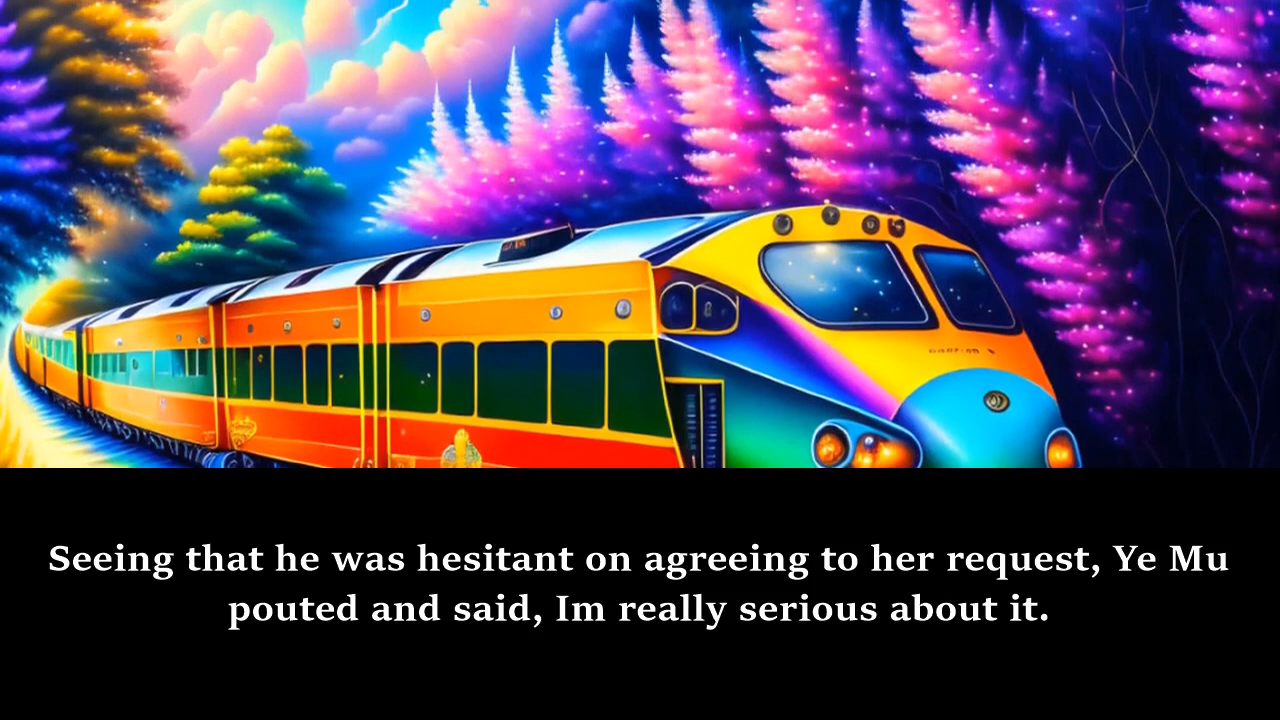 Seeing that he was hesitant on agreeing to her request, Ye Mu
pouted and said, Im really serious about it.